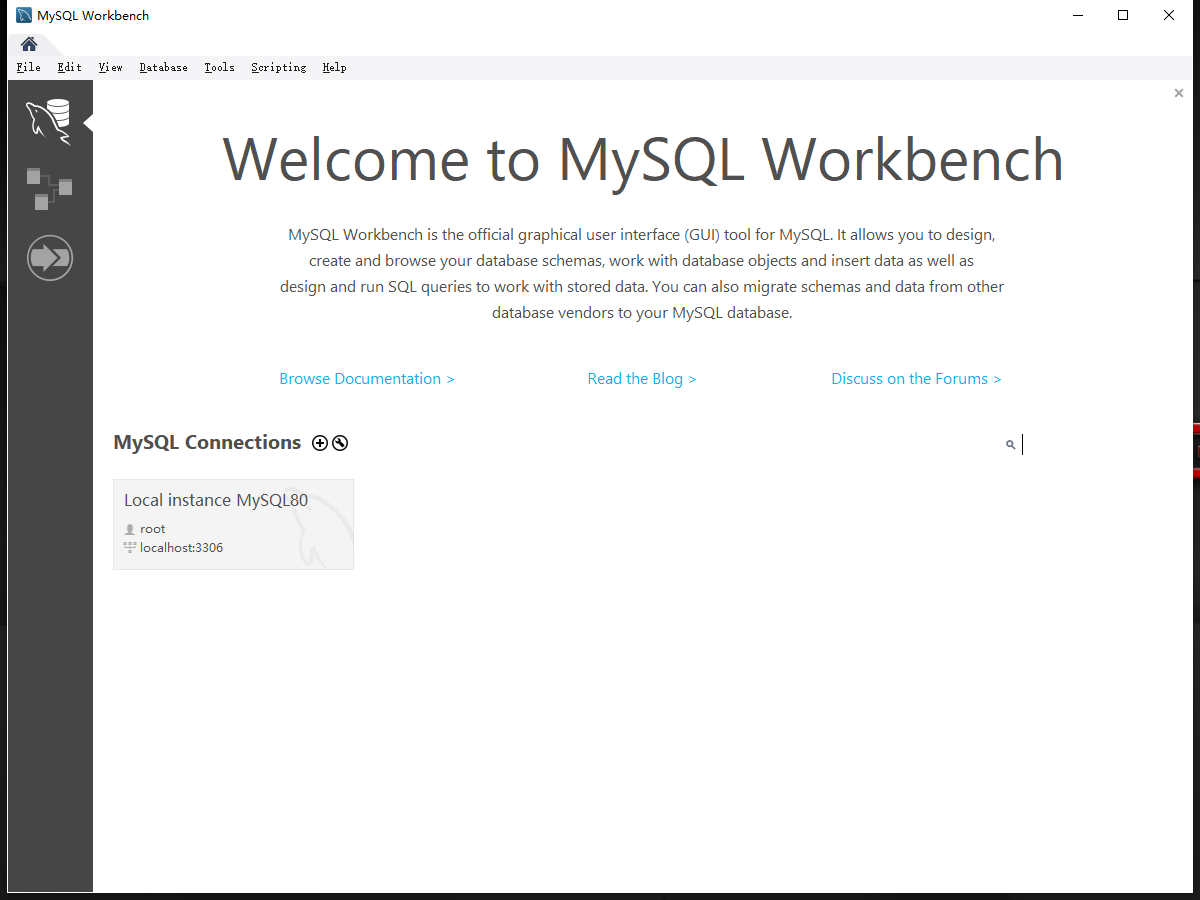 MySQL Workbench
File Edit View Database Tools Scripting Help
Welcome to MySQL Workbench
MySQL Workbench is the official graphical user interface (GUI) tool for MySQL. It allows you to design,
create and browse your database schemas, work with database objects and insert data as well as
design and run SQL queries to work with stored data. You can also migrate schemas and data from other
database vendors to your MySQL database.
Browse Documentation > Read the Blog > Discuss on the Forums >
MySQL Connections
Local instance MySQL80
root
localhost:3306